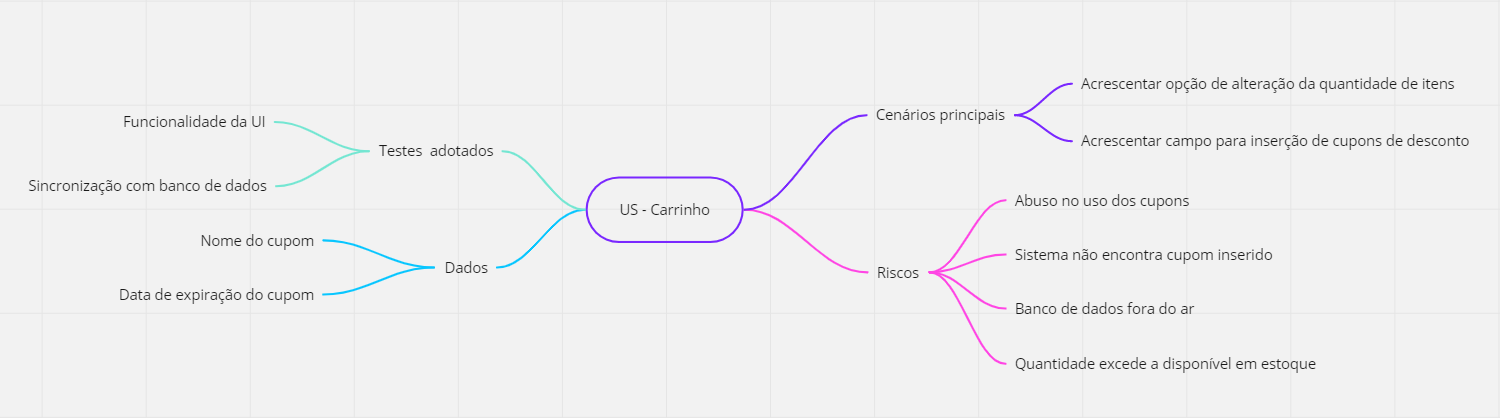 US - Carrinho
Cenários principais
Acrescentar opção de alteração da quantidade de itens
Acrescentar campo para inserção de cupons de desconto
Riscos
Abuso no uso dos cupons
Sistema não encontra cupom inserido
Banco de dados fora do ar
Quantidade excede a disponível em estoque
Testes  adotados
Funcionalidade da UI
Sincronização com banco de dados
Dados
Nome do cupom
Data de expiração do cupom